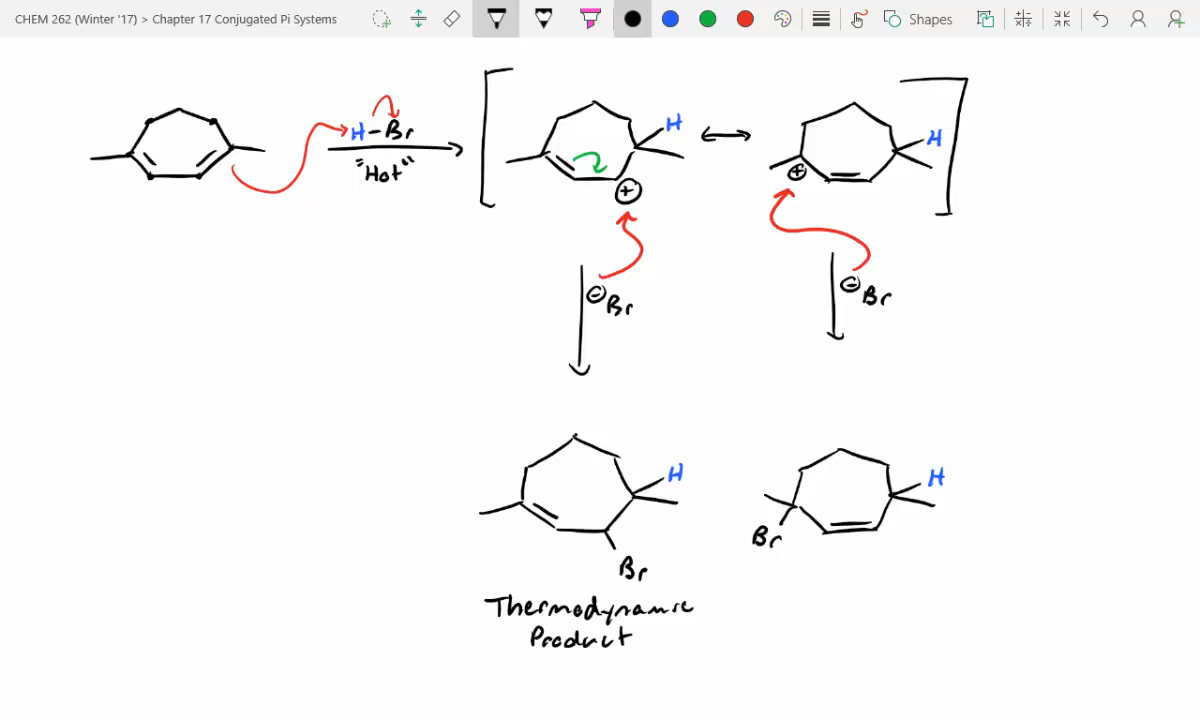 CHEM 262 (Winter '17) > Chapter 17 Conjugated Pi Systems
Shapes
H-Br
"Hot"
H
⊕
H
⊕
⊖Br
⊖Br
H
Br
H
Br
Thermodynamic
Product